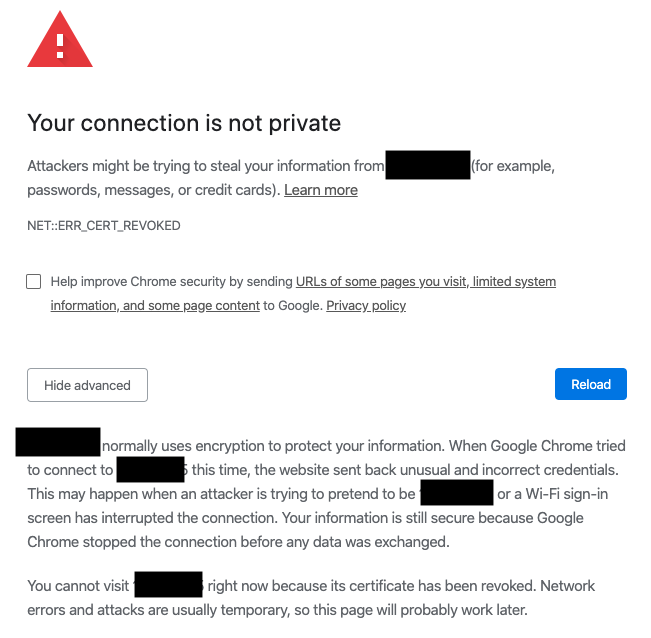 Your connection is not private
Attackers might be trying to steal your information from (for example,
passwords, messages, or credit cards). Learn more
NET::ERR_CERT_REVOKED
Help improve Chrome security by sending URLs of some pages you visit, limited system
information, and some page content to Google. Privacy policy
Hide advanced
Reload
normally uses encryption to protect your information. When Google Chrome tried
to connect to this time, the website sent back unusual and incorrect credentials.
This may happen when an attacker is trying to pretend to be or a Wi-Fi sign-in
screen has interrupted the connection. Your information is still secure because Google
Chrome stopped the connection before any data was exchanged.
You cannot visit right now because its certificate has been revoked. Network
errors and attacks are usually temporary, so this page will probably work later.